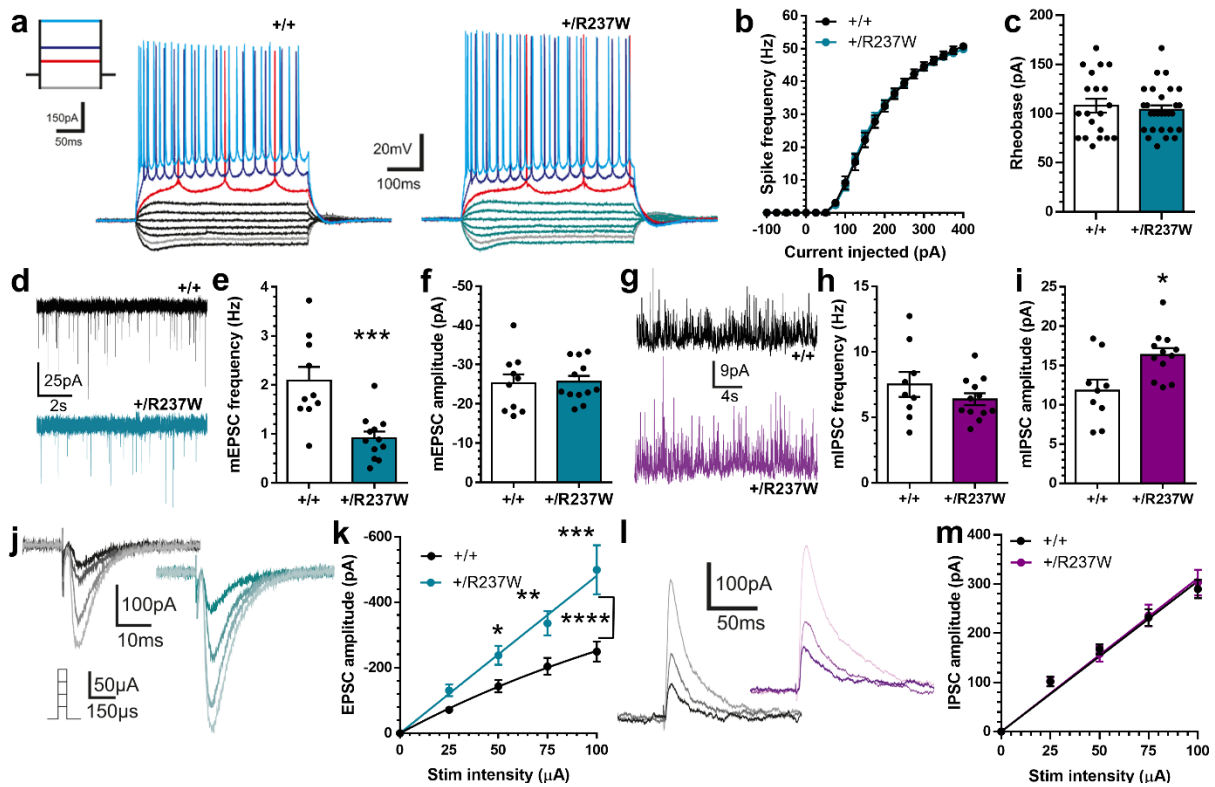 a
+/+
+/R237W
150pA
50ms
20mV
100ms
b
+/+
+/R237W
Spike frequency (Hz)
60
50
40
30
20
10
0
-100
0
100
200
300
400
Current injected (pA)
c
Rheobase (pA)
200
150
100
50
0
+/+
+/R237W
d
+/+
25pA
2s
+/R237W
e
mEPSC frequency (Hz)
4
3
2
1
0
***
+/+
+/R237W
f
mEPSC amplitude (pA)
-50
-40
-30
-20
-10
0
+/+
+/R237W
g
+/+
9pA
4s
+/R237W
h
mIPSC frequency (Hz)
15
10
5
0
+/+
+/R237W
i
mIPSC amplitude (pA)
25
20
15
10
5
0
*
+/+
+/R237W
j
100pA
10ms
50µA
150µs
k
+/+
+/R237W
EPSC amplitude (pA)
-600
-400
-200
0
*
**
***
****
0
25
50
75
100
Stim intensity (µA)
l
100pA
50ms
m
+/+
+/R237W
IPSC amplitude (pA)
400
300
200
100
0
0
25
50
75
100
Stim intensity (µA)